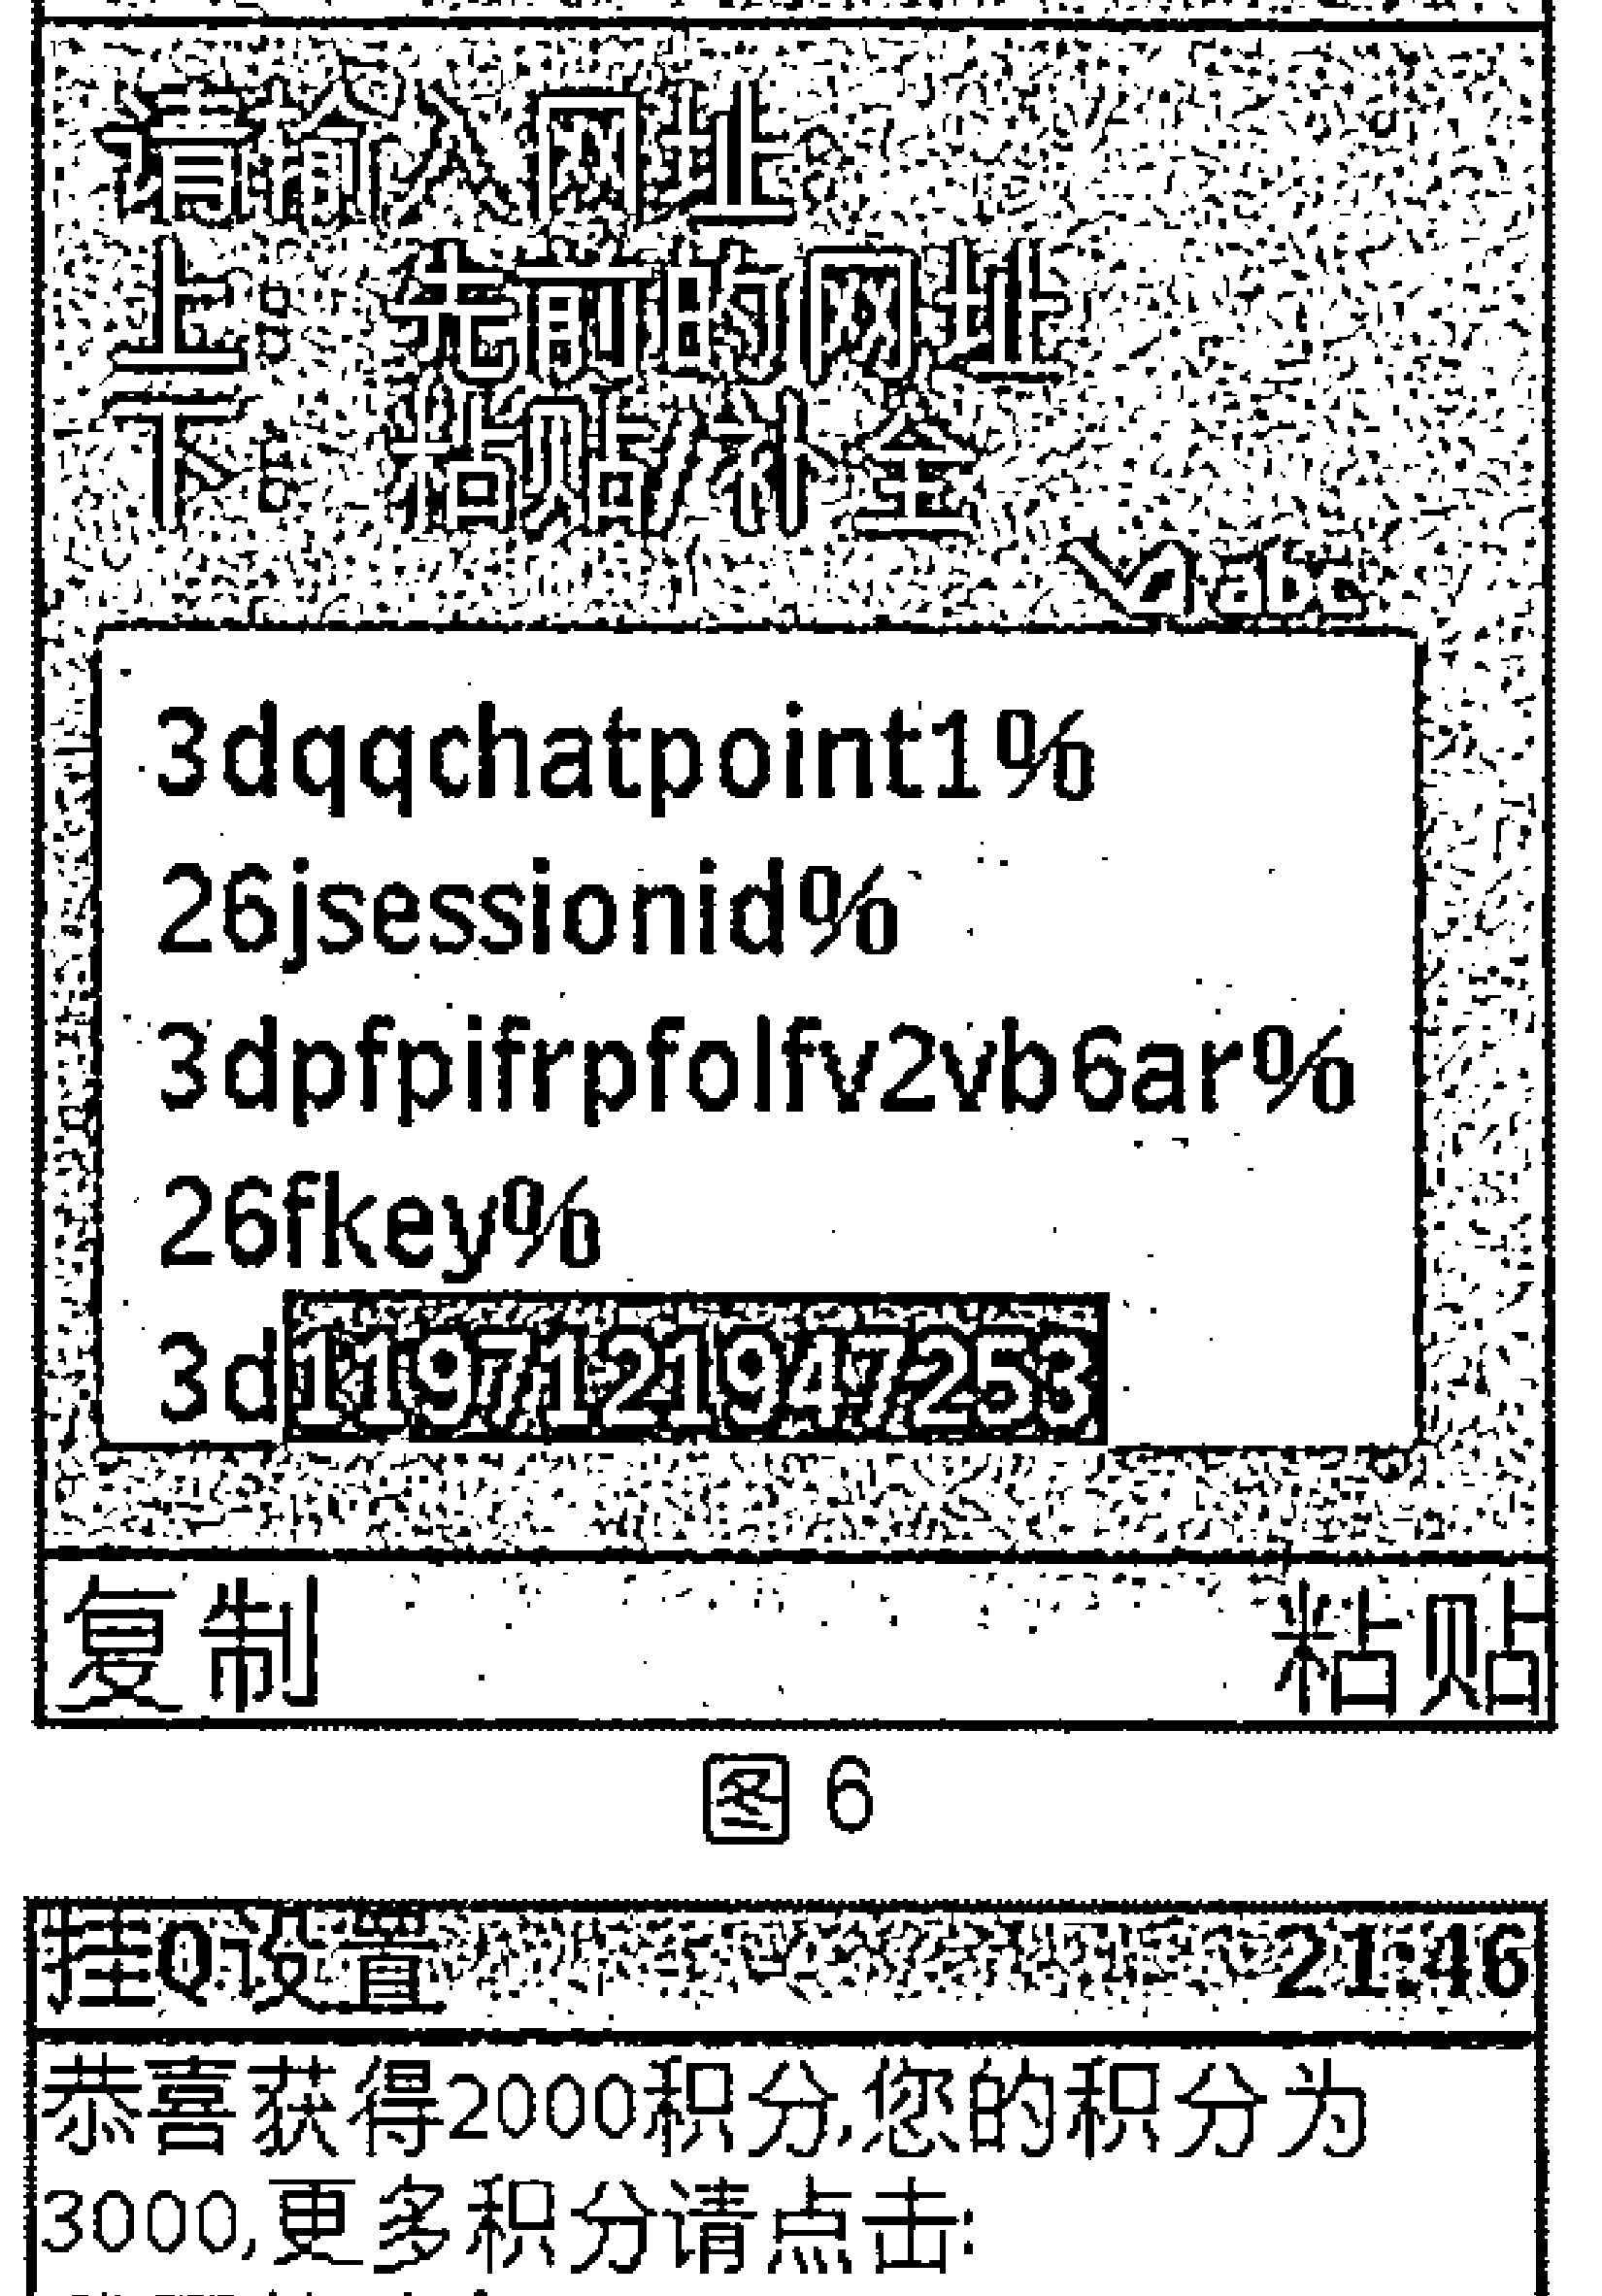 请输入网址:
上: 先前的网址
下: 粘贴/补全
abc
3dqqchatpoint1%
26jsessionid%
3dpfpifrpfolfv2vb6ar%
26fkey%
3d1197121947253
复制 粘贴
图 6
挂Q设置 21:46
恭喜获得2000积分,您的积分为
3000,更多积分请点击: